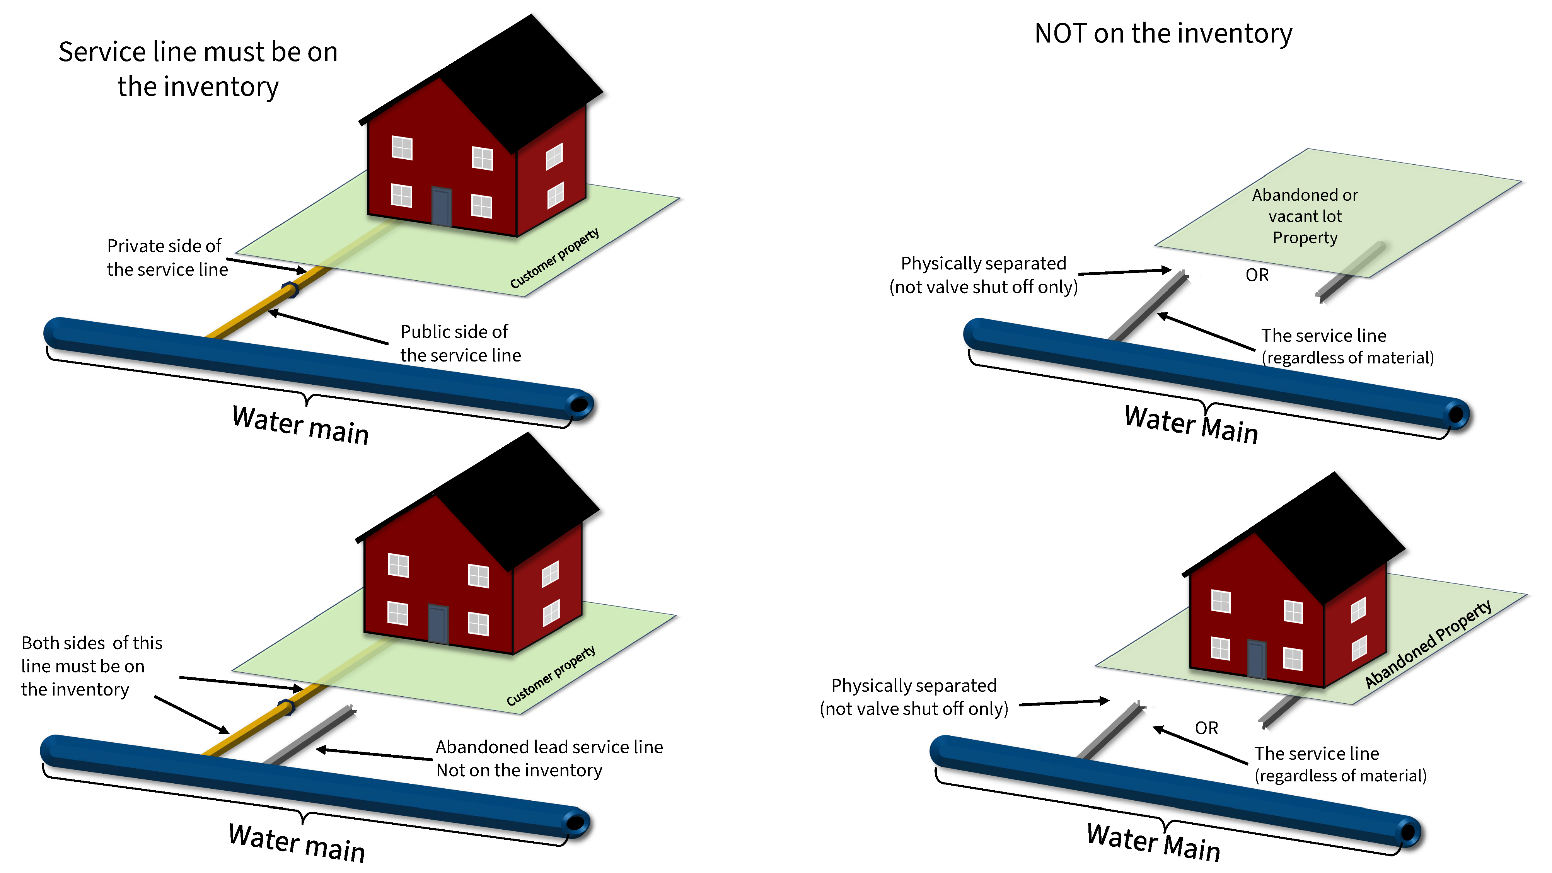 Service line must be on
the inventory
Private side of
the service line
Customer property
Public side of
the service line
Water main
NOT on the inventory
Abandoned or
vacant lot
Property
Physically separated
(not valve shut off only)
OR
The service line
(regardless of material)
Water Main
Both sides of this
line must be on
the inventory
Customer property
Abandoned lead service line
Not on the inventory
Water main
Abandoned Property
Physically separated
(not valve shut off only)
OR
The service line
(regardless of material)
Water Main